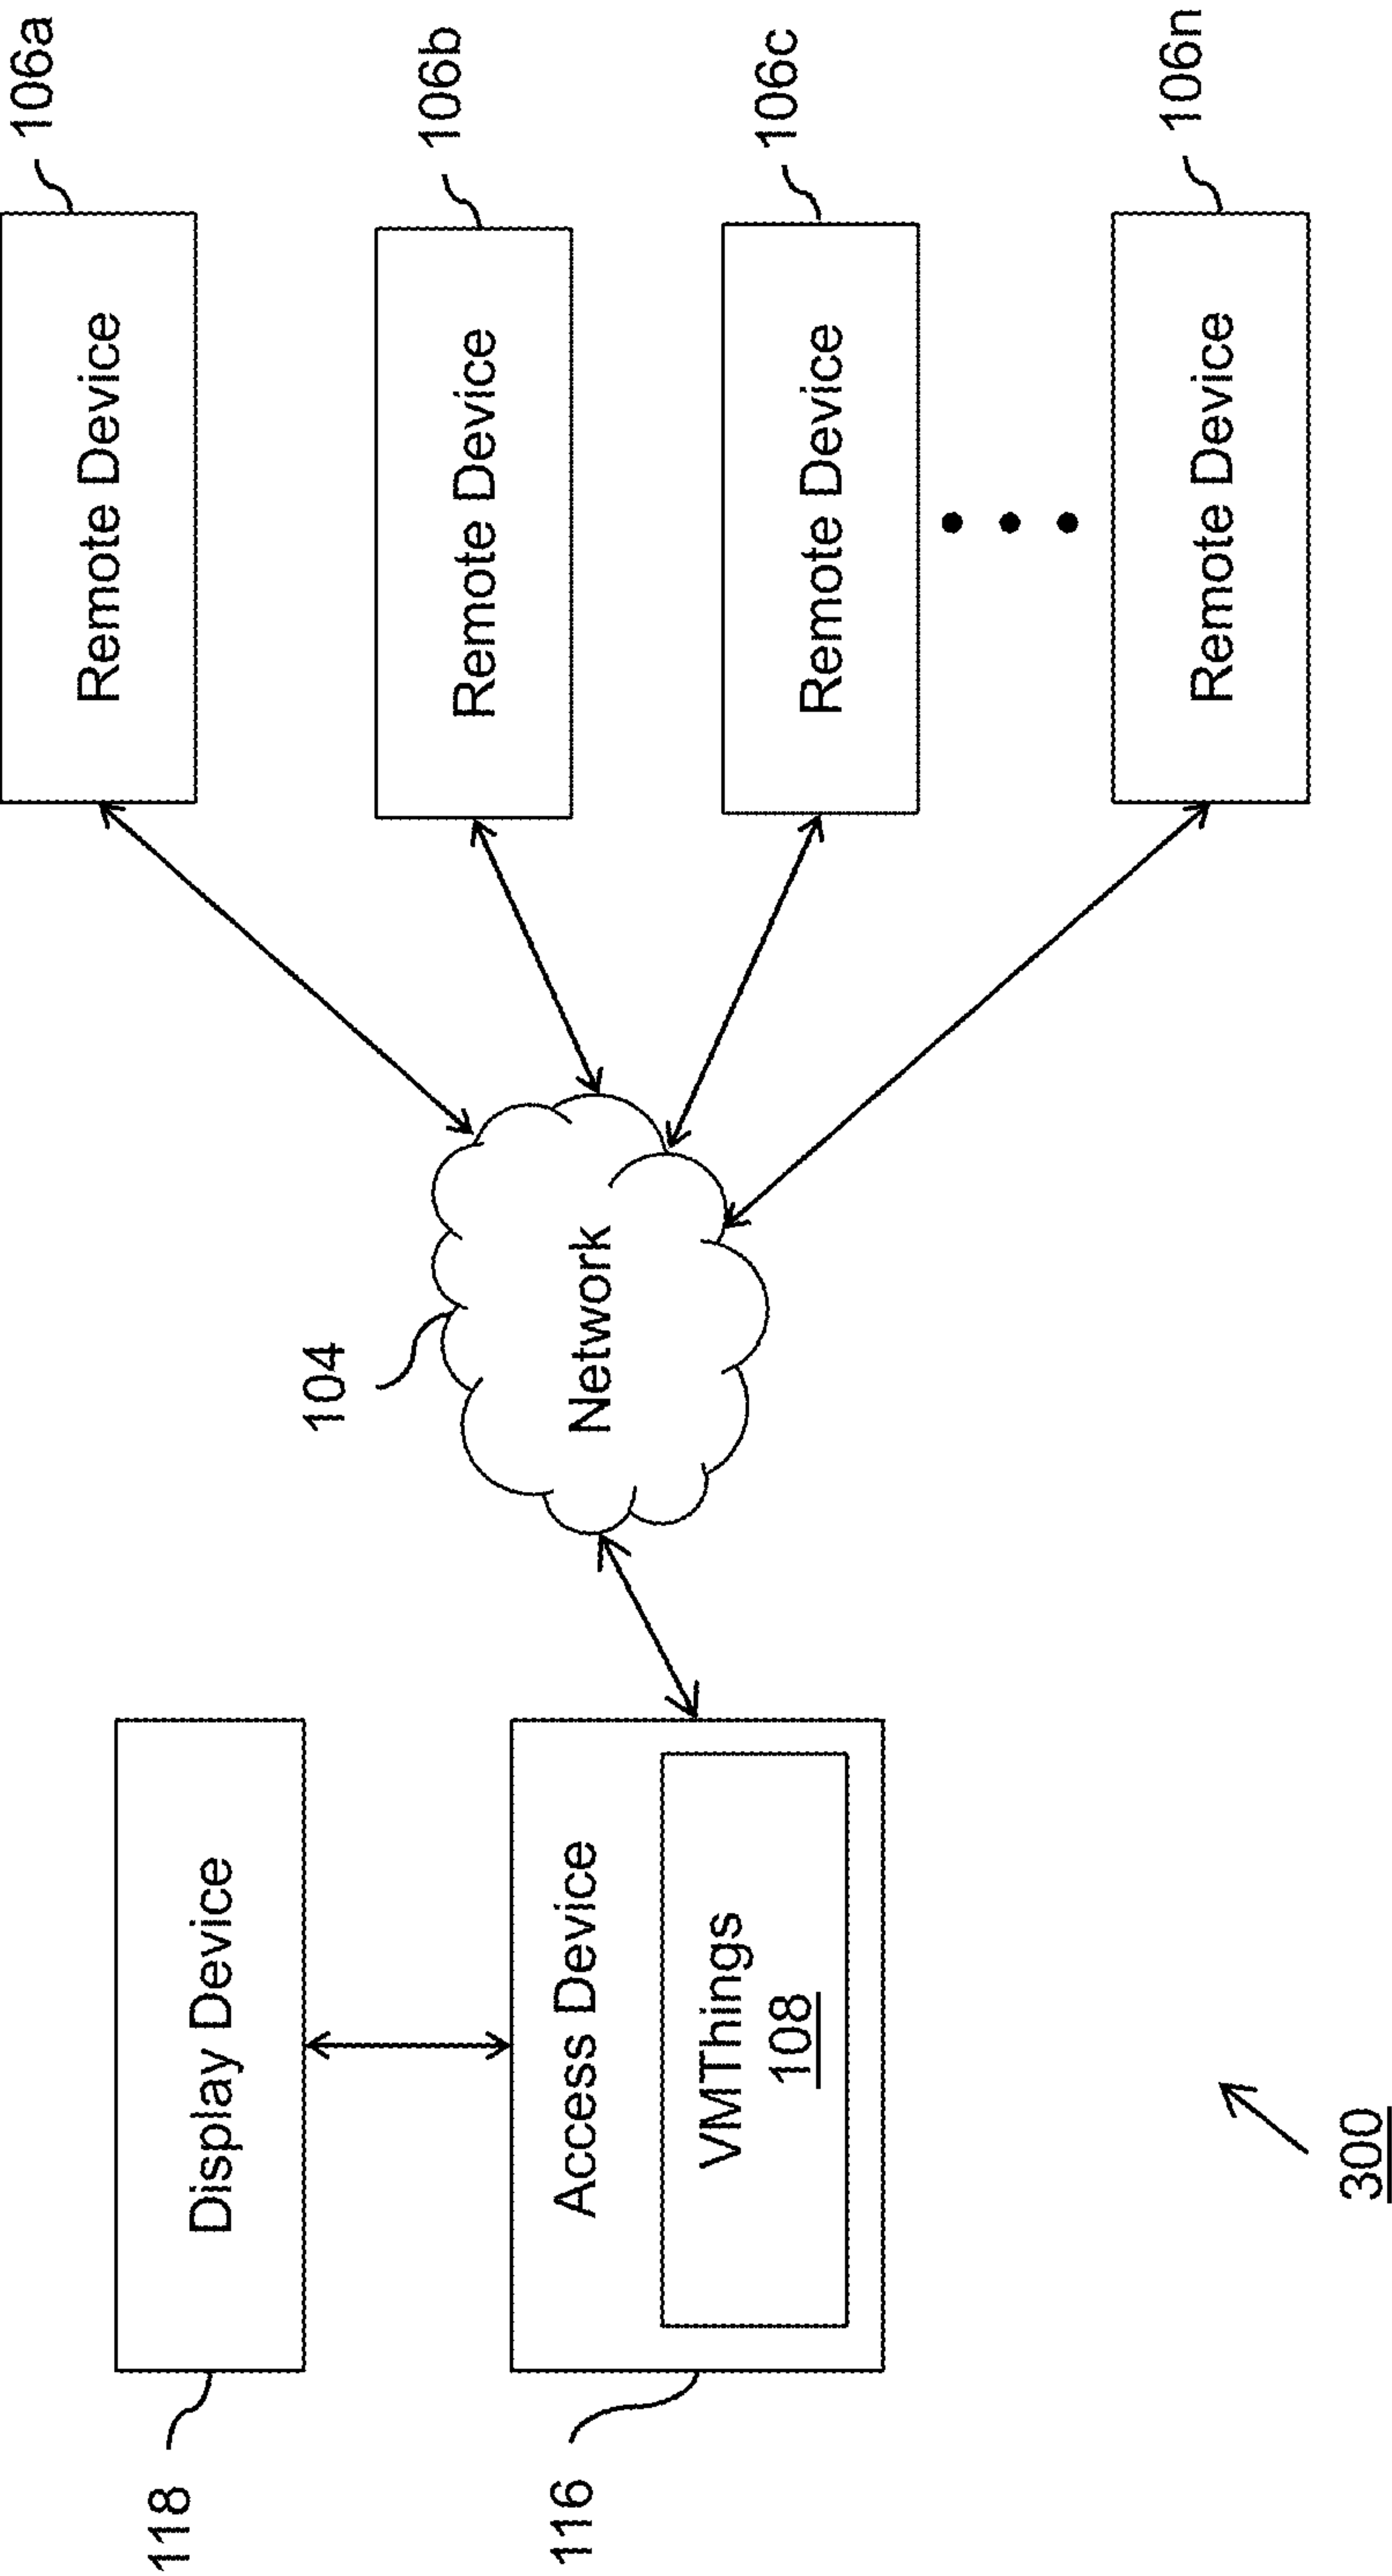 118
Display Device
116
Access Device
VMThings
108
104
Network
Remote Device
106a
Remote Device
106b
Remote Device
106c
Remote Device
106n
300